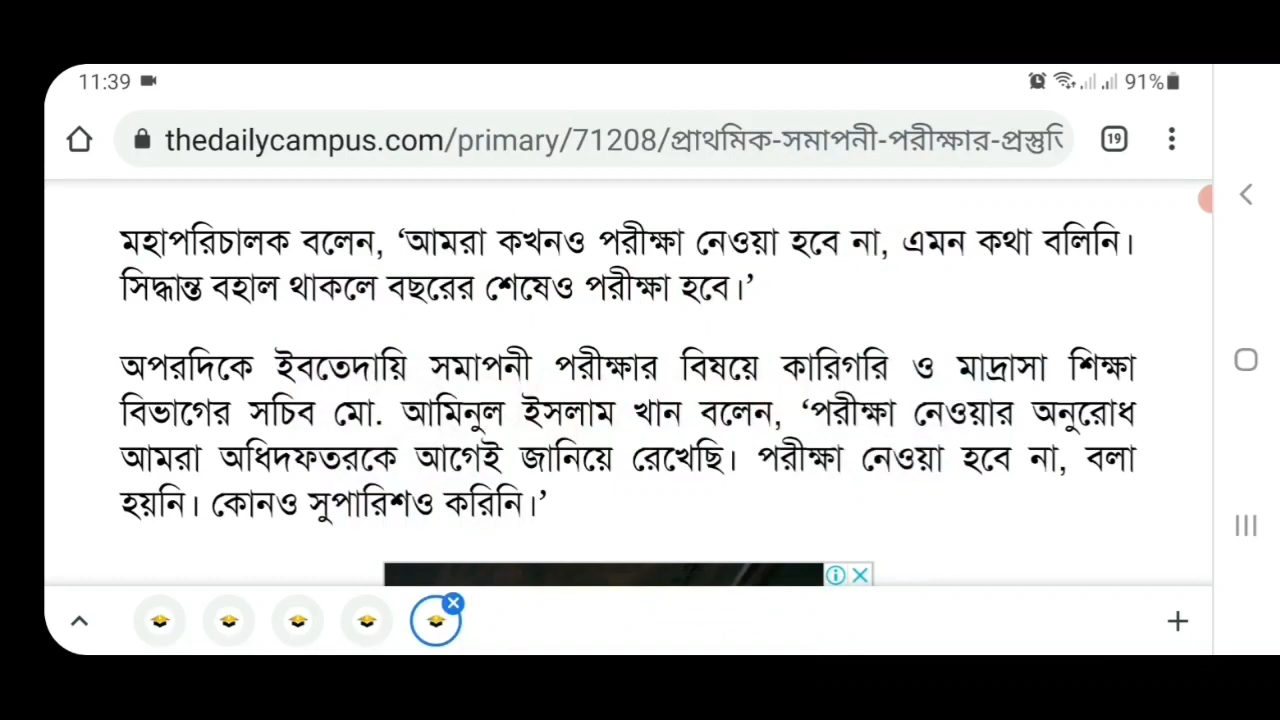 11:39
91%
thedailycampus.com/primary/71208/প্রাথমিক-সমাপনী-পরীক্ষার-প্রস্তুতি
19
মহাপরিচালক বলেন, ‘আমরা কখনও পরীক্ষা নেওয়া হবে না, এমন কথা বলিনি।
সিদ্ধান্ত বহাল থাকলে বছরের শেষেও পরীক্ষা হবে।’
অপরদিকে ইবতেদায়ি সমাপনী পরীক্ষার বিষয়ে কারিগরি ও মাদ্রাসা শিক্ষা
বিভাগের সচিব মো. আমিনুল ইসলাম খান বলেন, ‘পরীক্ষা নেওয়ার অনুরোধ
আমরা অধিদফতরকে আগেই জানিয়ে রেখেছি। পরীক্ষা নেওয়া হবে না, বলা
হয়নি। কোনও সুপারিশও করিনি।’